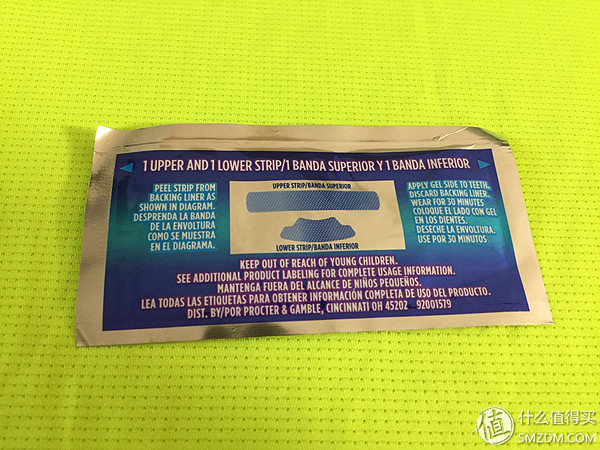 1 UPPER AND 1 LOWER STRIP/1 BANDA SUPERIOR Y 1 BANDA INFERIOR
PEEL STRIP FROM
BACKING LINER AS
SHOWN IN DIAGRAM.
DESPRENDA LA BANDA
DE LA ENVOLTURA
COMO SE MUESTRA
EN EL DIAGRAMA.
UPPER STRIP/BANDA SUPERIOR
LOWER STRIP/BANDA INFERIOR
APPLY GEL SIDE TO TEETH.
DISCARD BACKING LINER.
WEAR FOR 30 MINUTES
COLOQUE EL LADO CON GEL
EN LOS DIENTES.
DESECHE LA ENVOLTURA.
USE POR 30 MINUTOS
KEEP OUT OF REACH OF YOUNG CHILDREN.
SEE ADDITIONAL PRODUCT LABELING FOR COMPLETE USAGE INFORMATION.
MANTENGA FUERA DEL ALCANCE DE NIÑOS PEQUEÑOS.
LEA TODAS LAS ETIQUETAS PARA OBTENER INFORMACIÓN COMPLETA DE USO DEL PRODUCTO.
DIST. BY/POR PROCTER & GAMBLE, CINCINNATI OH 45202 92001579
值 什么值得买
SMZDM.COM